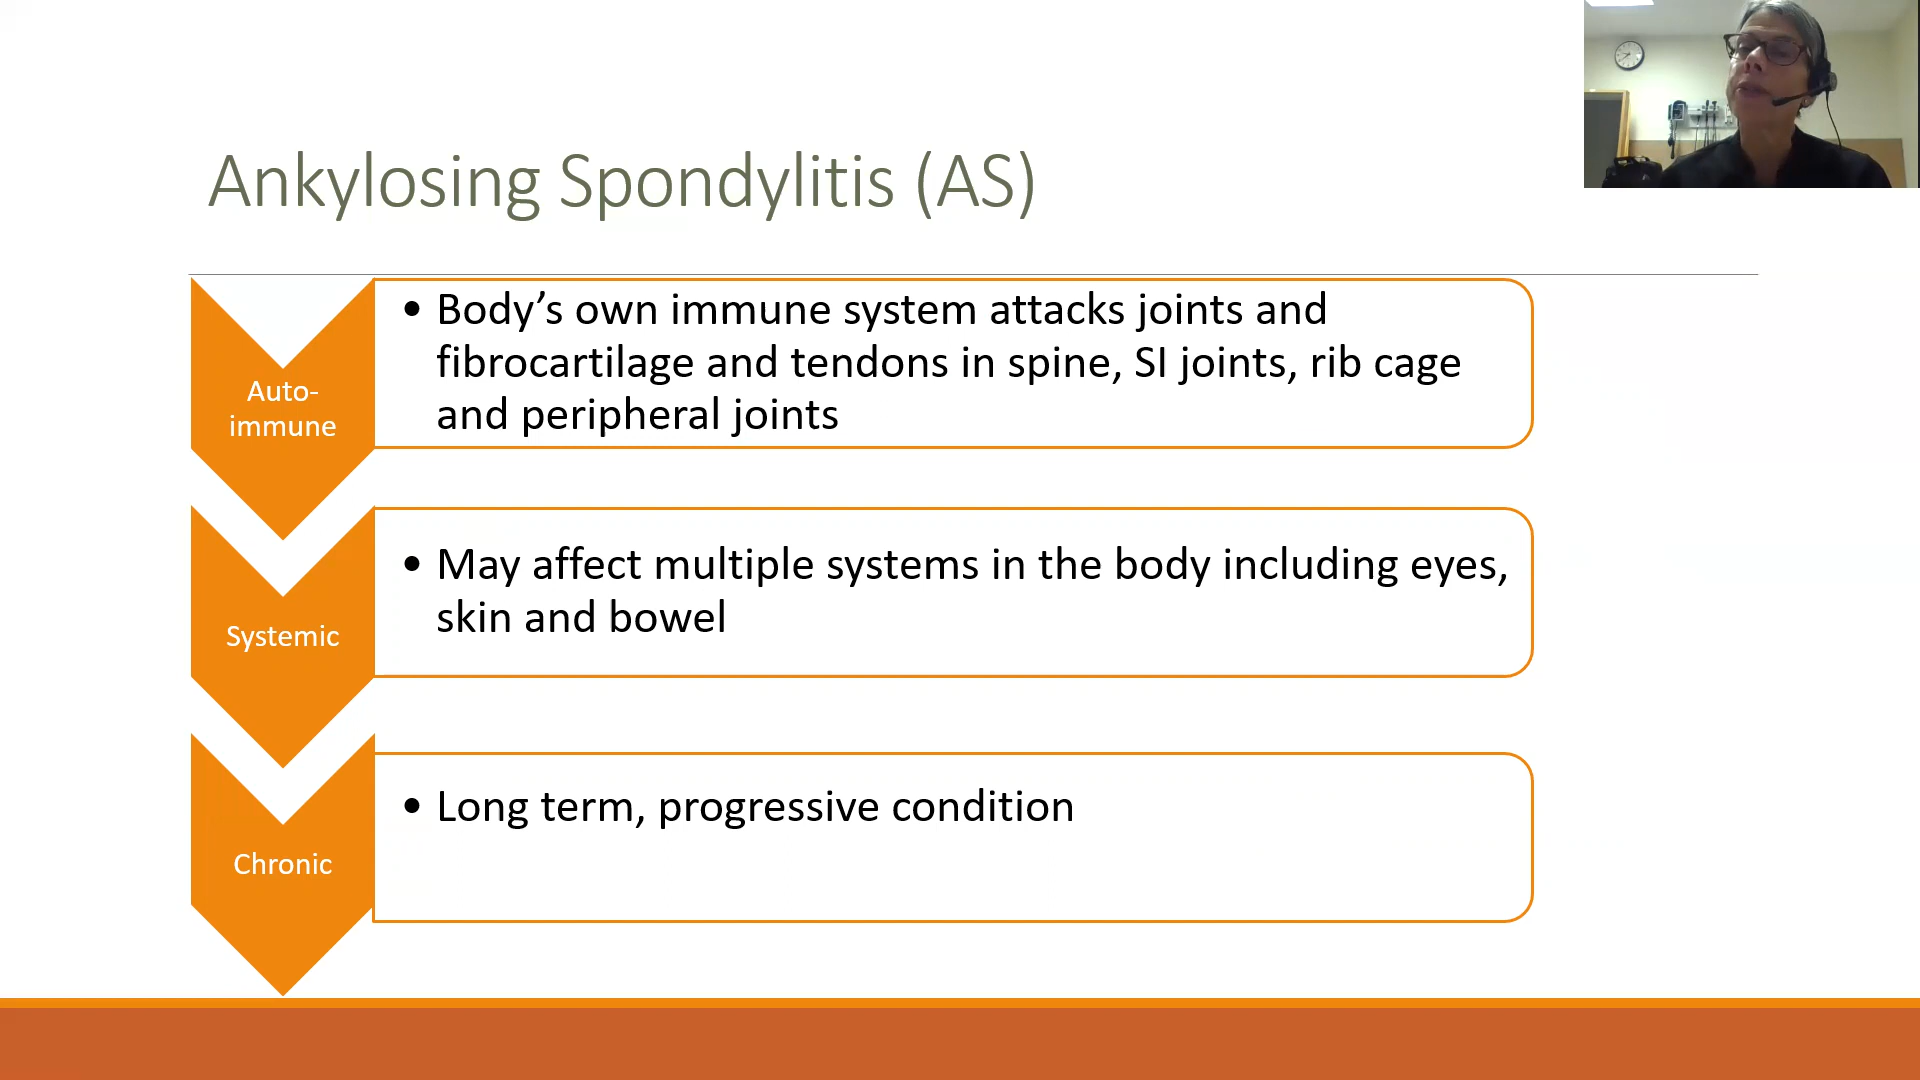 Ankylosing Spondylitis (AS)
Auto-
immune
• Body’s own immune system attacks joints and
fibrocartilage and tendons in spine, SI joints, rib cage
and peripheral joints
Systemic
• May affect multiple systems in the body including eyes,
skin and bowel
Chronic
• Long term, progressive condition